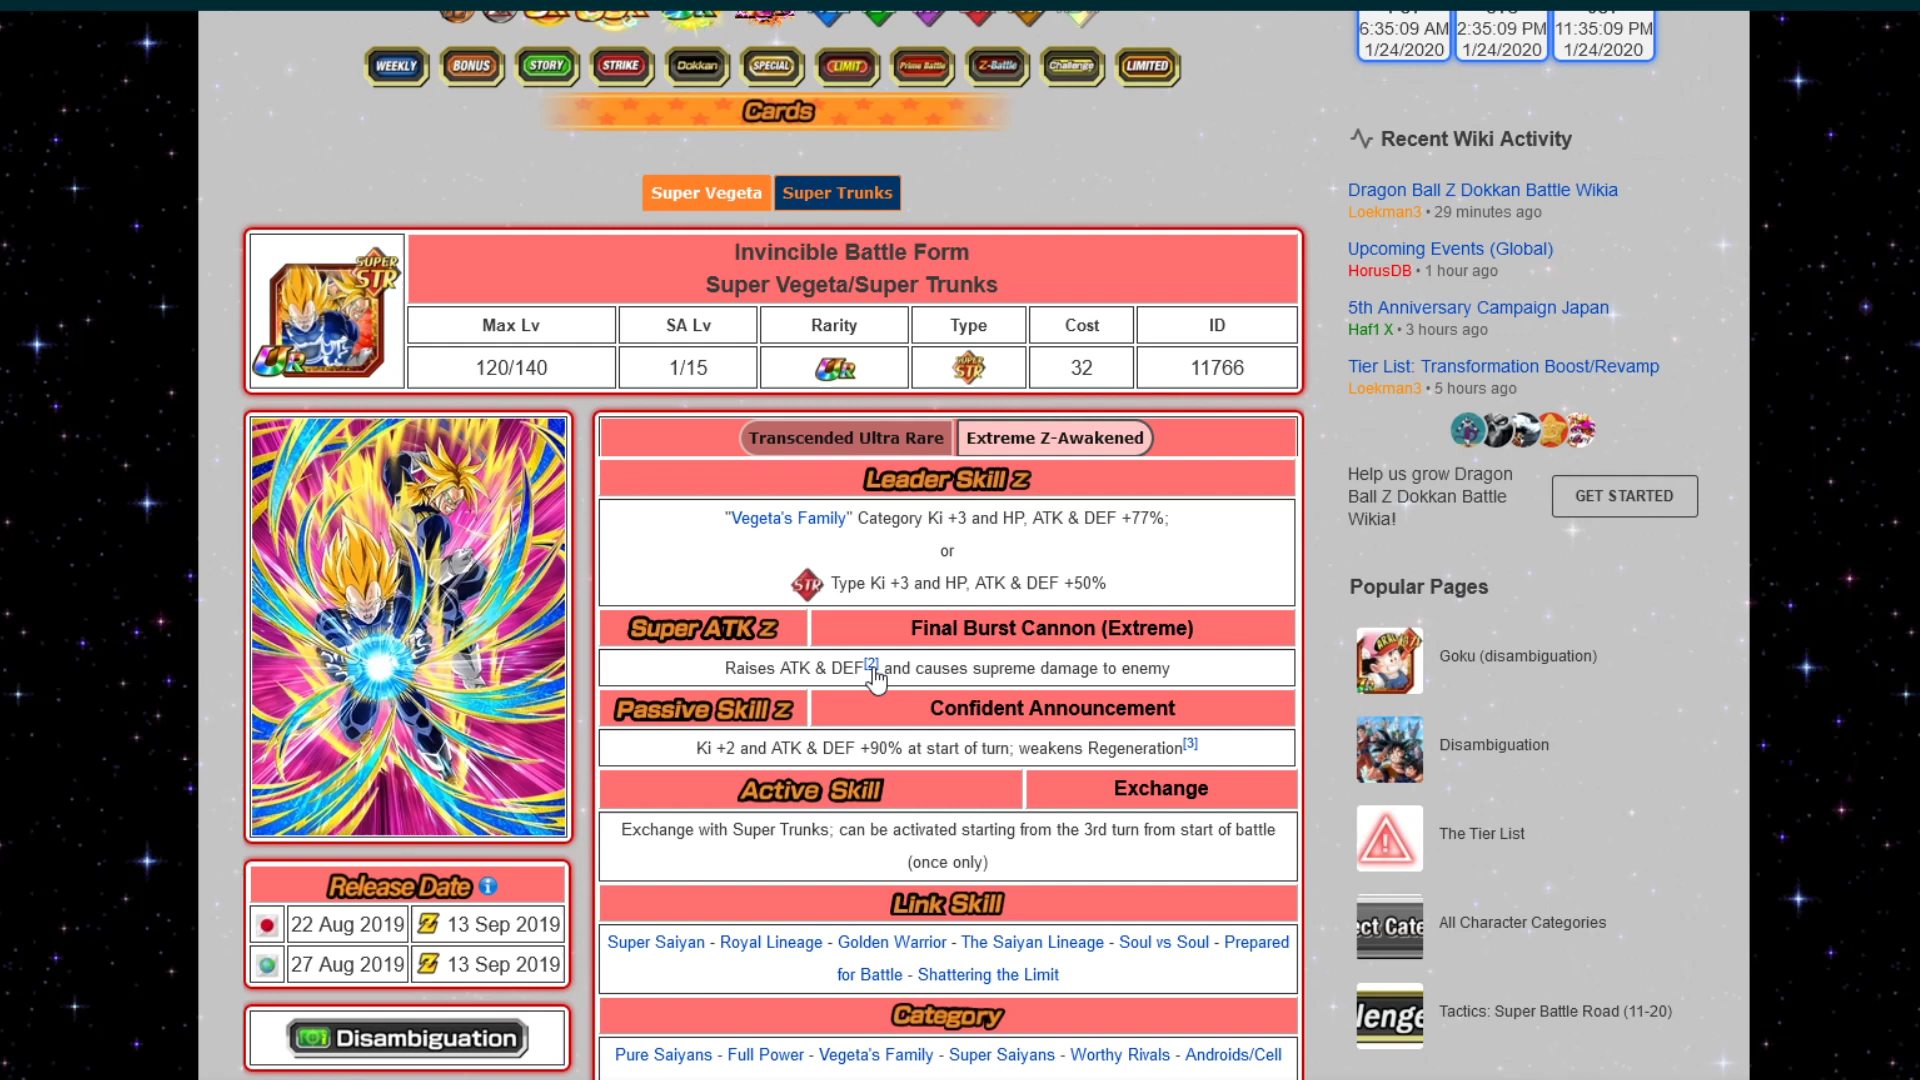 6:35:09 AM 2:35:09 PM 11:35:09 PM
1/24/2020 1/24/2020 1/24/2020
WEEKLY BONUS STORY STRIKE Dokkan SPECIAL LIMIT Prime Battle Z-Battle Challenge LIMITED
Cards
Super Vegeta Super Trunks
SUPER STR
UR
Invincible Battle Form
Super Vegeta/Super Trunks
Max Lv SA Lv Rarity Type Cost ID
120/140 1/15 UR SUPER STR 32 11766
Transcended Ultra Rare Extreme Z-Awakened
Leader Skill Z
"Vegeta's Family" Category Ki +3 and HP, ATK & DEF +77%;
or
STR Type Ki +3 and HP, ATK & DEF +50%
Super ATK Z Final Burst Cannon (Extreme)
Raises ATK & DEF[2] and causes supreme damage to enemy
Passive Skill Z Confident Announcement
Ki +2 and ATK & DEF +90% at start of turn; weakens Regeneration[3]
Active Skill Exchange
Exchange with Super Trunks; can be activated starting from the 3rd turn from start of battle
(once only)
Link Skill
Super Saiyan - Royal Lineage - Golden Warrior - The Saiyan Lineage - Soul vs Soul - Prepared
for Battle - Shattering the Limit
Category
Pure Saiyans - Full Power - Vegeta's Family - Super Saiyans - Worthy Rivals - Androids/Cell
Release Date
22 Aug 2019 Z 13 Sep 2019
27 Aug 2019 Z 13 Sep 2019
Disambiguation
Recent Wiki Activity
Dragon Ball Z Dokkan Battle Wikia
Loekman3 • 29 minutes ago
Upcoming Events (Global)
HorusDB • 1 hour ago
5th Anniversary Campaign Japan
Haf1 X • 3 hours ago
Tier List: Transformation Boost/Revamp
Loekman3 • 5 hours ago
Help us grow Dragon
Ball Z Dokkan Battle
Wikia!
GET STARTED
Popular Pages
Goku (disambiguation)
Disambiguation
The Tier List
ect Cate
All Character Categories
lenge
Tactics: Super Battle Road (11-20)